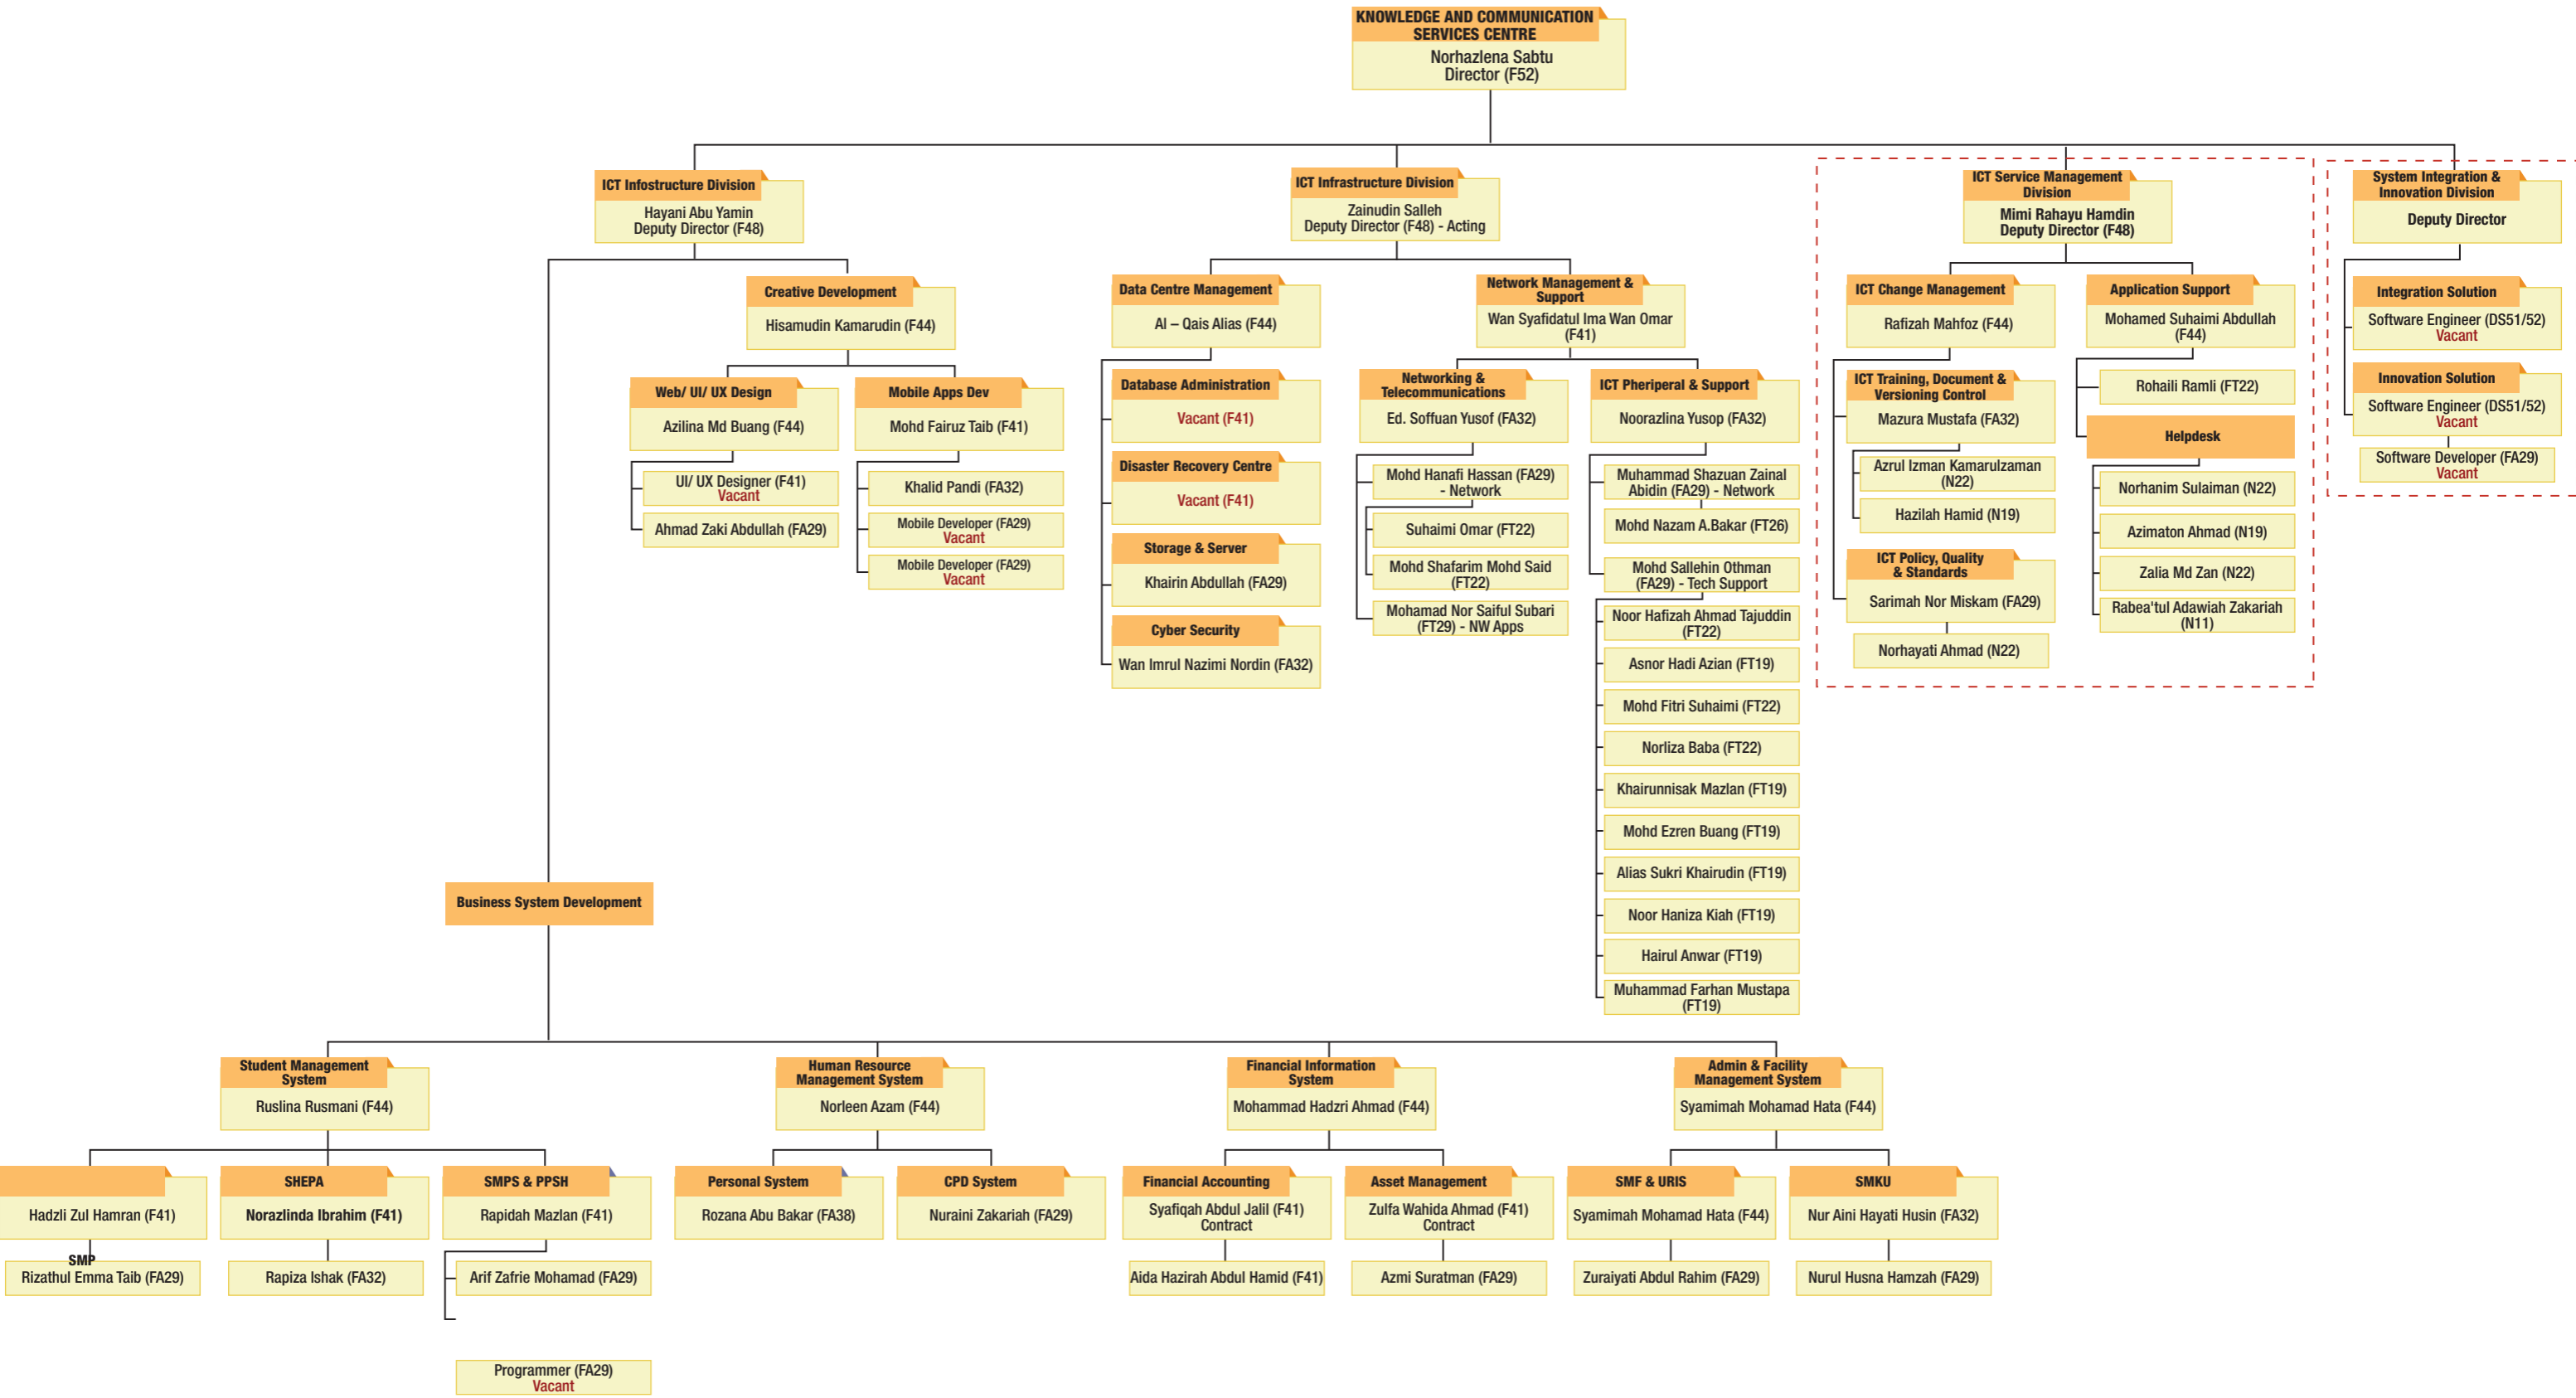 KNOWLEDGE AND COMMUNICATION
SERVICES CENTRE
Norhazlena Sabtu
Director (F52)
ICT Infostructure Division
Hayani Abu Yamin
Deputy Director (F48)
Creative Development
Hisamudin Kamarudin (F44)
Web/ UI/ UX Design
Azilina Md Buang (F44)
UI/ UX Designer (F41)
Vacant
Ahmad Zaki Abdullah (FA29)
Mobile Apps Dev
Mohd Fairuz Taib (F41)
Khalid Pandi (FA32)
Mobile Developer (FA29)
Vacant
Mobile Developer (FA29)
Vacant
ICT Infrastructure Division
Zainudin Salleh
Deputy Director (F48) - Acting
Data Centre Management
Al – Qais Alias (F44)
Database Administration
Vacant (F41)
Disaster Recovery Centre
Vacant (F41)
Storage & Server
Khairin Abdullah (FA29)
Cyber Security
Wan Imrul Nazimi Nordin (FA32)
Network Management &
Support
Wan Syafidatul Ima Wan Omar
(F41)
Networking &
Telecommunications
Ed. Soffuan Yusof (FA32)
Mohd Hanafi Hassan (FA29)
- Network
Suhaimi Omar (FT22)
Mohd Shafarim Mohd Said
(FT22)
Mohamad Nor Saiful Subari
(FT29) - NW Apps
ICT Pheriperal & Support
Noorazlina Yusop (FA32)
Muhammad Shazuan Zainal
Abidin (FA29) - Network
Mohd Nazam A.Bakar (FT26)
Mohd Sallehin Othman
(FA29) - Tech Support
Noor Hafizah Ahmad Tajuddin
(FT22)
Asnor Hadi Azian (FT19)
Mohd Fitri Suhaimi (FT22)
Norliza Baba (FT22)
Khairunnisak Mazlan (FT19)
Mohd Ezren Buang (FT19)
Alias Sukri Khairudin (FT19)
Noor Haniza Kiah (FT19)
Hairul Anwar (FT19)
Muhammad Farhan Mustapa
(FT19)
ICT Service Management
Division
Mimi Rahayu Hamdin
Deputy Director (F48)
ICT Change Management
Rafizah Mahfoz (F44)
ICT Training, Document &
Versioning Control
Mazura Mustafa (FA32)
Azrul Izman Kamarulzaman
(N22)
Hazilah Hamid (N19)
ICT Policy, Quality
& Standards
Sarimah Nor Miskam (FA29)
Norhayati Ahmad (N22)
Application Support
Mohamed Suhaimi Abdullah
(F44)
Rohaili Ramli (FT22)
Helpdesk
Norhanim Sulaiman (N22)
Azimaton Ahmad (N19)
Zalia Md Zan (N22)
Rabea'tul Adawiah Zakariah
(N11)
System Integration &
Innovation Division
Deputy Director
Integration Solution
Software Engineer (DS51/52)
Vacant
Innovation Solution
Software Engineer (DS51/52)
Vacant
Software Developer (FA29)
Vacant
Business System Development
Student Management
System
Ruslina Rusmani (F44)
Hadzli Zul Hamran (F41)
SMP
Rizathul Emma Taib (FA29)
SHEPA
Norazlinda Ibrahim (F41)
Rapiza Ishak (FA32)
SMPS & PPSH
Rapidah Mazlan (F41)
Arif Zafrie Mohamad (FA29)
Programmer (FA29)
Vacant
Human Resource
Management System
Norleen Azam (F44)
Personal System
Rozana Abu Bakar (FA38)
CPD System
Nuraini Zakariah (FA29)
Financial Information
System
Mohammad Hadzri Ahmad (F44)
Financial Accounting
Syafiqah Abdul Jalil (F41)
Contract
Aida Hazirah Abdul Hamid (F41)
Asset Management
Zulfa Wahida Ahmad (F41)
Contract
Azmi Suratman (FA29)
Admin & Facility
Management System
Syamimah Mohamad Hata (F44)
SMF & URIS
Syamimah Mohamad Hata (F44)
Zuraiyati Abdul Rahim (FA29)
SMKU
Nur Aini Hayati Husin (FA32)
Nurul Husna Hamzah (FA29)